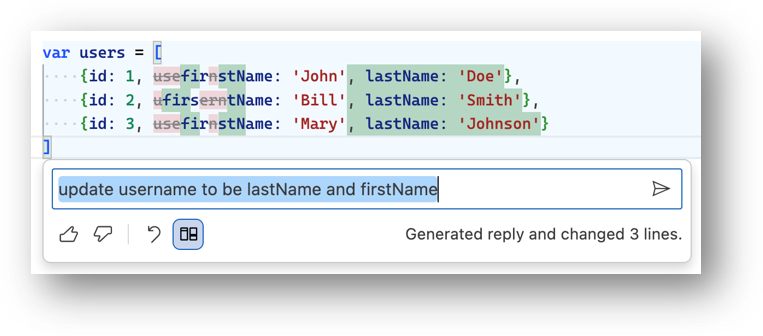 var users = [
····{id: 1, usefirnstName: 'John', lastName: 'Doe'},
····{id: 2, ufirserntName: 'Bill', lastName: 'Smith'},
····{id: 3, usefirnstName: 'Mary', lastName: 'Johnson'}
]
update username to be lastName and firstName
Generated reply and changed 3 lines.